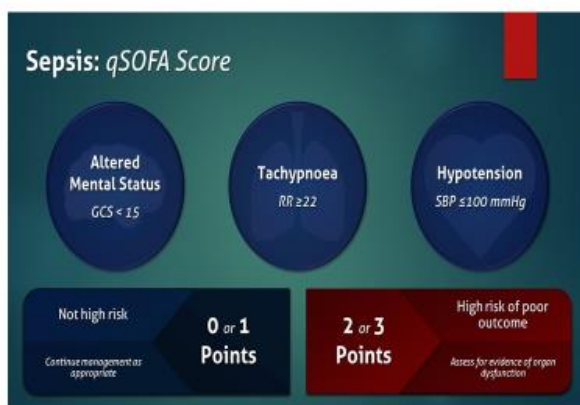 Sepsis: qSOFA Score
Altered
Mental Status
GCS < 15
Tachypnoea
RR ≥22
Hypotension
SBP ≤100 mmHg
Not high risk
Continue management as
appropriate
0 or 1
Points
2 or 3
Points
High risk of poor
outcome
Assess for evidence of organ
dysfunction